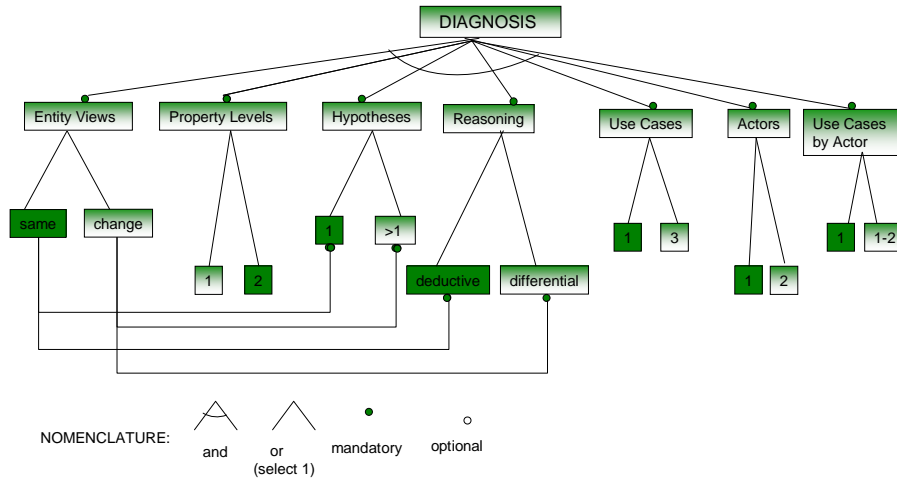 DIAGNOSIS
Entity Views
Property Levels
Hypotheses
Reasoning
Use Cases
Actors
Use Cases
by Actor
same
change
1
2
1
>1
deductive
differential
1
3
1
2
1
1-2
NOMENCLATURE:
and
or
(select 1)
mandatory
optional